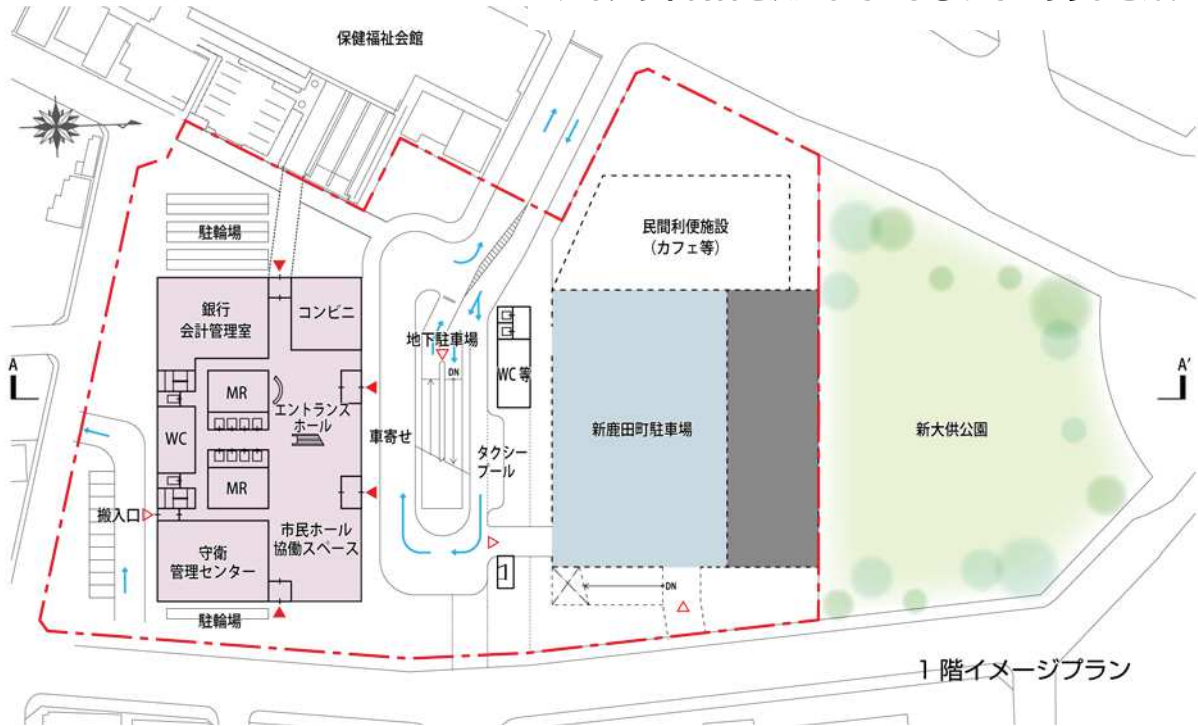 保健福祉会館
駐輪場
民間利便施設
（カフェ等）
銀行
会計管理室
コンビニ
地下駐車場
DN
WC 等
A
A’
MR
エントランス
ホール
車寄せ
新鹿田町駐車場
新大供公園
WC
タクシー
プール
MR
搬入口
市民ホール
協働スペース
守衛
管理センター
DN
駐輪場
1 階イメージプラン